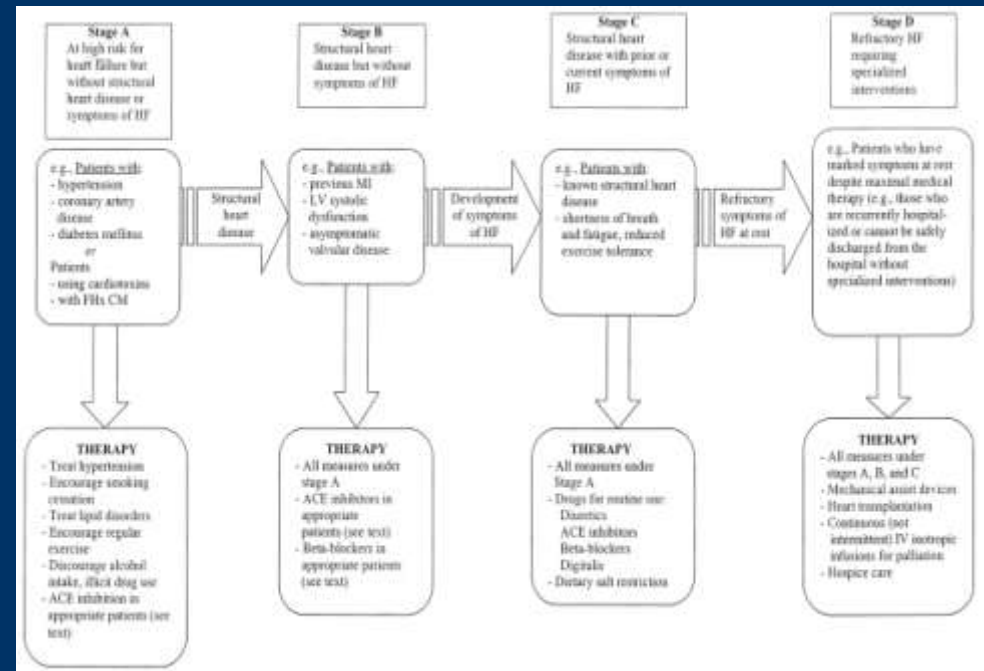 Stage A
At high risk for
heart failure but
without structural
heart disease or
symptoms of HF
Stage B
Structural heart
disease but without
symptoms of HF
Stage C
Structural heart
disease with prior or
current symptoms of
HF
Stage D
Refractory HF
requiring
specialized
interventions
e.g., Patients with:
- hypertension
- coronary artery
disease
- diabetes mellitus
or
Patients
- using cardiotoxins
- with FHx CM
Structural
heart
disease
e.g., Patients with:
- previous MI
- LV systolic
dysfunction
- asymptomatic
valvular disease
Development
of symptoms
of HF
e.g., Patients with:
- known structural heart
disease
- shortness of breath
and fatigue, reduced
exercise tolerance
Refractory
symptoms of
HF at rest
e.g., Patients who have
marked symptoms at rest
despite maximal medical
therapy (e.g., those who
are recurrently hospital-
ized or cannot be safely
discharged from the
hospital without
specialized interventions)
THERAPY
- Treat hypertension
- Encourage smoking
cessation
- Treat lipid disorders
- Encourage regular
exercise
- Discourage alcohol
intake, illicit drug use
- ACE inhibition in
appropriate patients (see
text)
THERAPY
- All measures under
stage A
- ACE inhibitors in
appropriate
patients (see text)
- Beta-blockers in
appropriate patients
(see text)
THERAPY
- All measures under
Stage A
- Drugs for routine use:
Diuretics
ACE inhibitors
Beta-blockers
Digitalis
- Dietary salt restriction
THERAPY
- All measures under
stages A, B, and C
- Mechanical assist devices
- Heart transplantation
- Continuous (not
intermittent) IV inotropic
infusions for palliation
- Hospice care